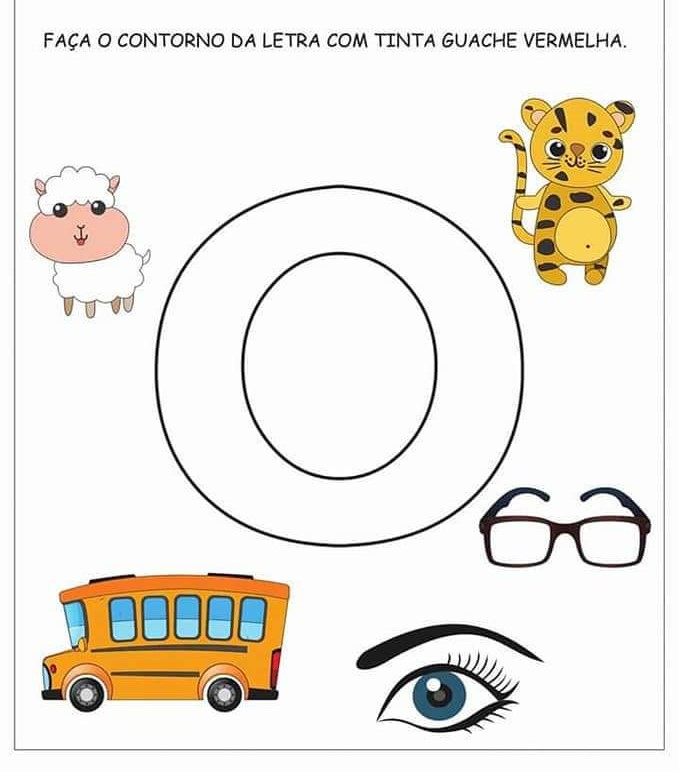 FAÇA O CONTORNO DA LETRA COM TINTA GUACHE VERMELHA.
O